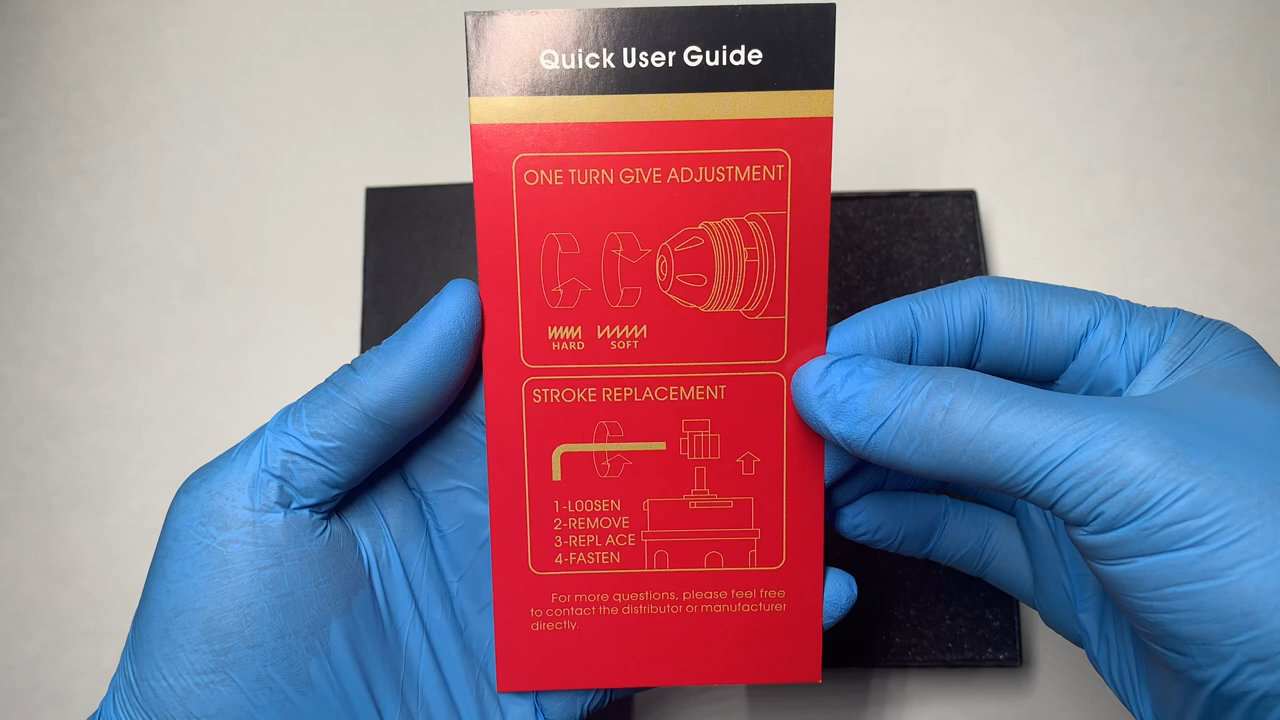 Quick User Guide
ONE TURN GIVE ADJUSTMENT
HARD
SOFT
STROKE REPLACEMENT
1-LOOSEN
2-REMOVE
3-REPL ACE
4-FASTEN
For more questions, please feel free
to contact the distributor or manufacturer
directly.